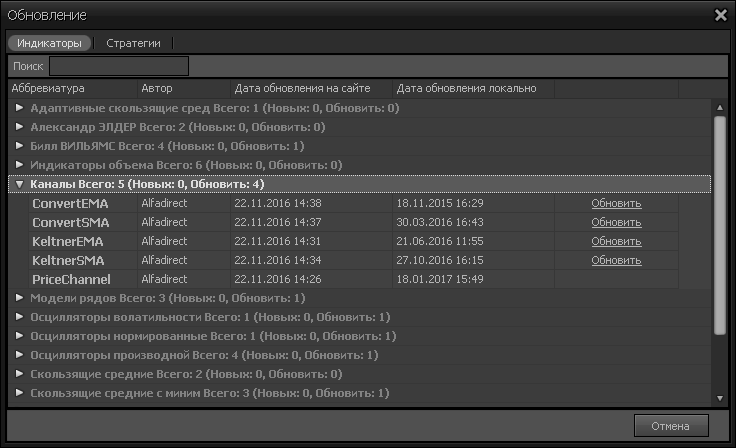 Обновление
Индикаторы Стратегии
Поиск
Аббревиатура Автор Дата обновления на сайте Дата обновления локально
Адаптивные скользящие сред Всего: 1 (Новых: 0, Обновить: 0)
Александр ЭЛДЕР Всего: 2 (Новых: 0, Обновить: 0)
Билл ВИЛЬЯМС Всего: 4 (Новых: 0, Обновить: 1)
Индикаторы объема Всего: 6 (Новых: 0, Обновить: 0)
Каналы Всего: 5 (Новых: 0, Обновить: 4)
ConvertEMA Alfadirect 22.11.2016 14:38 18.11.2015 16:29 Обновить
ConvertSMA Alfadirect 22.11.2016 14:37 30.03.2016 16:43 Обновить
KeltnerEMA Alfadirect 22.11.2016 14:31 21.06.2016 11:55 Обновить
KeltnerSMA Alfadirect 22.11.2016 14:34 27.10.2016 16:15 Обновить
PriceChannel Alfadirect 22.11.2016 14:26 18.01.2017 15:49
Модели рядов Всего: 3 (Новых: 0, Обновить: 1)
Осцилляторы волатильности Всего: 1 (Новых: 0, Обновить: 1)
Осцилляторы нормированные Всего: 1 (Новых: 0, Обновить: 1)
Осцилляторы производной Всего: 4 (Новых: 0, Обновить: 1)
Скользящие средние Всего: 2 (Новых: 0, Обновить: 0)
Скользящие средние с миним Всего: 3 (Новых: 0, Обновить: 1)
Отмена